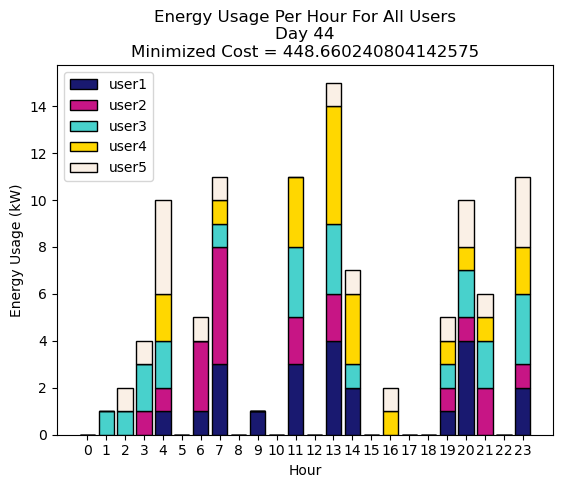 Energy Usage Per Hour For All Users
Day 44
Minimized Cost = 448.660240804142575
user1
user2
user3
user4
user5
Energy Usage (kW)
14
12
10
8
6
4
2
0
0 1 2 3 4 5 6 7 8 9 10 11 12 13 14 15 16 17 18 19 20 21 22 23
Hour